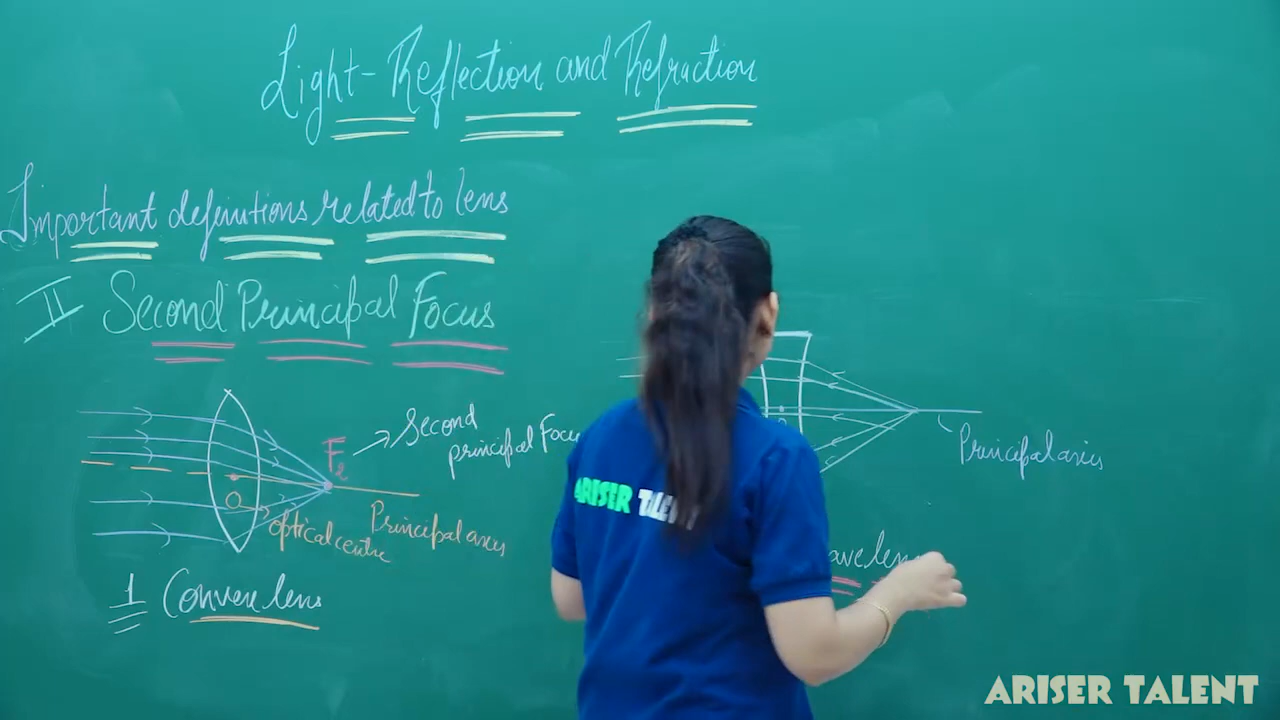 Light-Reflection and Refraction
Important definitions related to lens
II Second Principal Focus
Second
principal Focus
F2
O
optical centre
Principal axis
1 Convex lens
Principal axis
lens
ARISER TALENT
ARISER TALENT